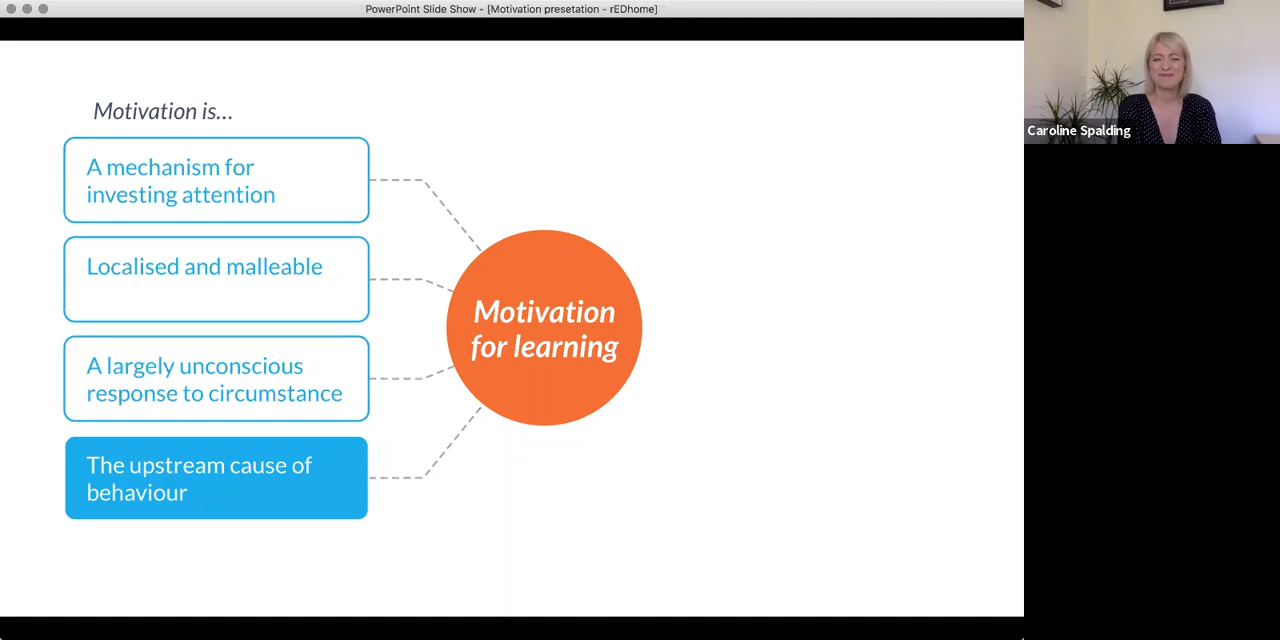 PowerPoint Slide Show - [Motivation presetation - rEDhome]
Motivation is...
A mechanism for
investing attention
Localised and malleable
A largely unconscious
response to circumstance
The upstream cause of
behaviour
Motivation
for learning
Caroline Spalding